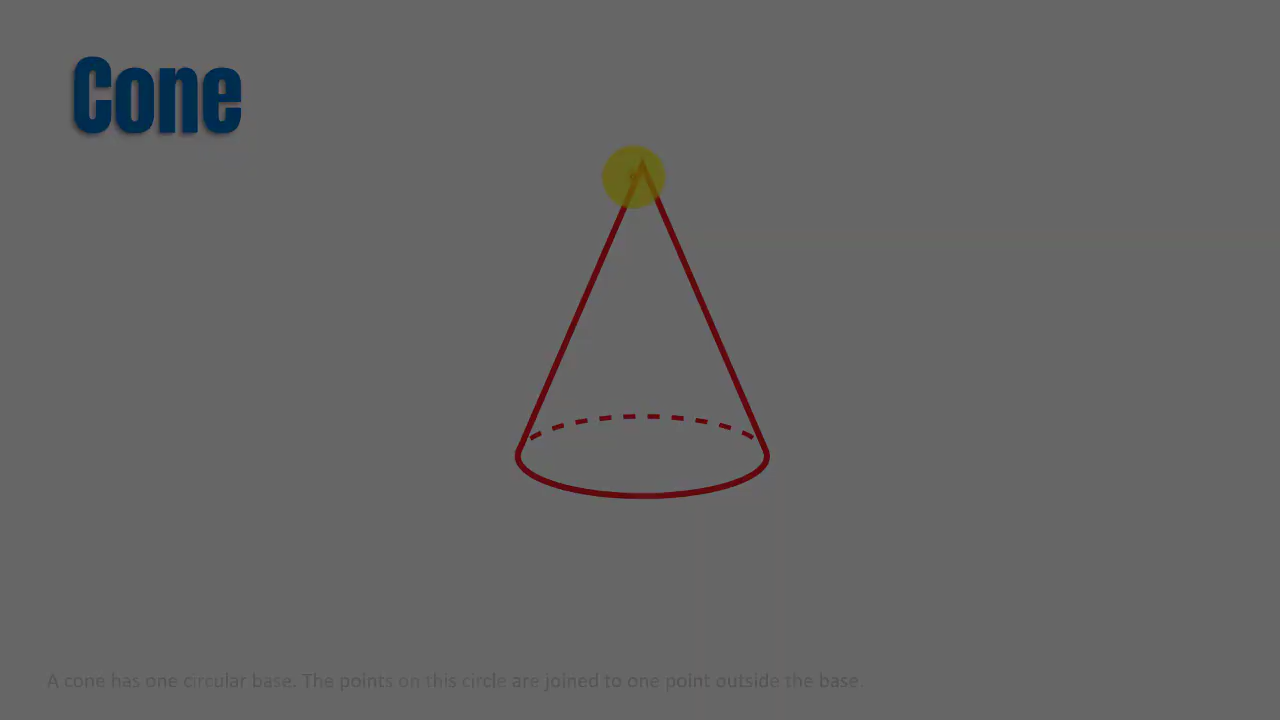 Cone
A cone has one circular base. The points on this circle are joined to one point outside the base.